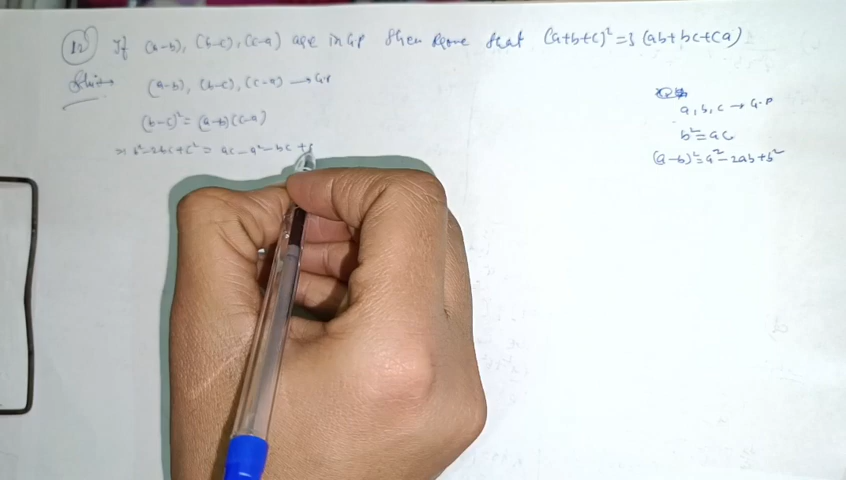 12 If (a-b), (b-c), (c-a) are in G.P then prove that (a+b+c)² = 3 (ab+bc+ca)
Soln→ (a-b), (b-c), (c-a) → G.P
(b-c)² = (a-b)(c-a)
⇒ b²-2bc+c² = ac-a²-bc+
a, b, c → G.P
b² = ac
(a-b)² = a²-2ab+b²